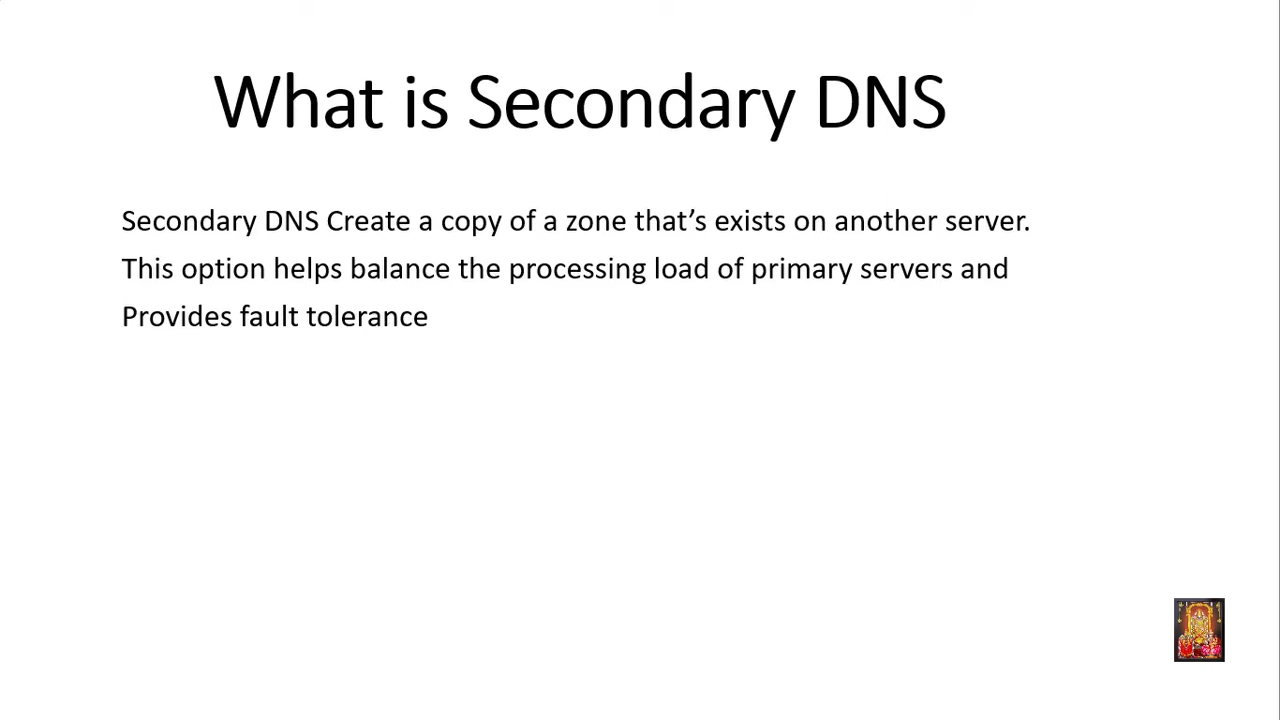 What is Secondary DNS
Secondary DNS Create a copy of a zone that’s exists on another server.
This option helps balance the processing load of primary servers and
Provides fault tolerance